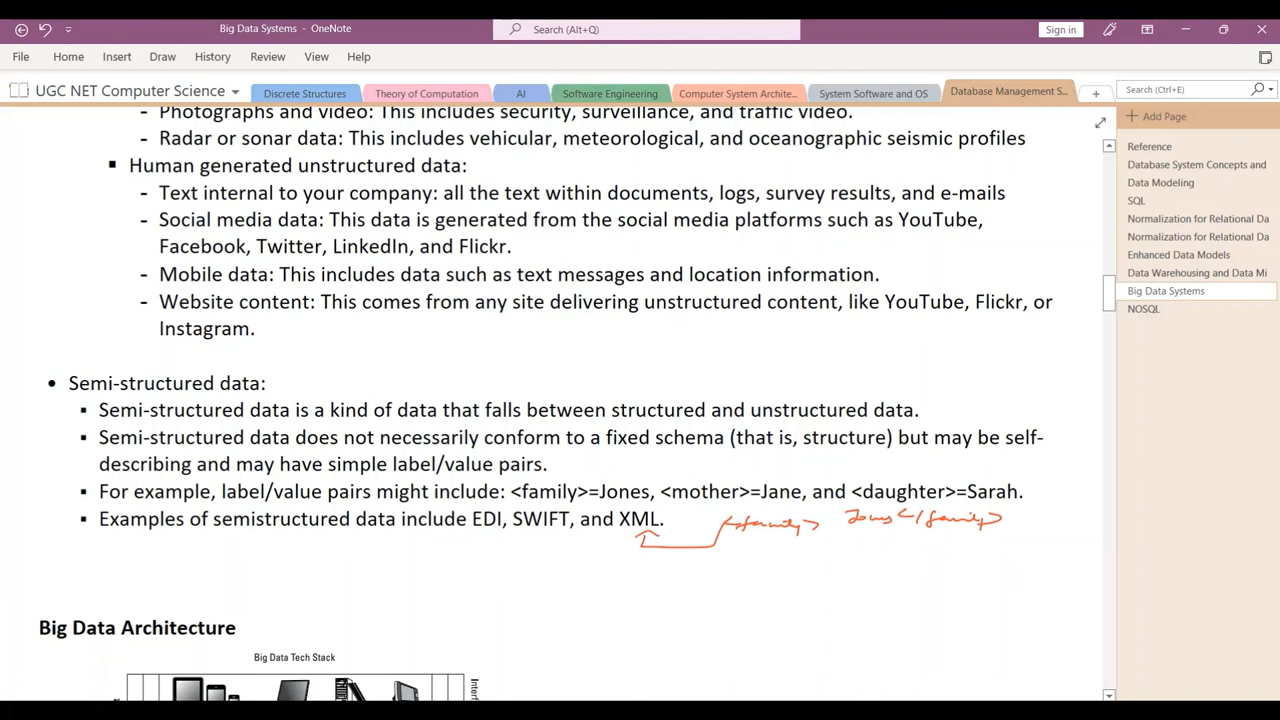 Big Data Systems - OneNote
Search (Alt+Q)
Sign in
File Home Insert Draw History Review View Help
UGC NET Computer Science
Discrete Structures
Theory of Computation
AI
Software Engineering
Computer System Archite...
System Software and OS
Database Management S...
Search (Ctrl+E)
Add Page
Reference
Database System Concepts and
Data Modeling
SQL
Normalization for Relational Da
Normalization for Relational Da
Enhanced Data Models
Data Warehousing and Data Mi
Big Data Systems
NOSQL
- Photographs and video: This includes security, surveillance, and traffic video.
- Radar or sonar data: This includes vehicular, meteorological, and oceanographic seismic profiles
▪ Human generated unstructured data:
- Text internal to your company: all the text within documents, logs, survey results, and e-mails
- Social media data: This data is generated from the social media platforms such as YouTube,
Facebook, Twitter, LinkedIn, and Flickr.
- Mobile data: This includes data such as text messages and location information.
- Website content: This comes from any site delivering unstructured content, like YouTube, Flickr, or
Instagram.
• Semi-structured data:
▪ Semi-structured data is a kind of data that falls between structured and unstructured data.
▪ Semi-structured data does not necessarily conform to a fixed schema (that is, structure) but may be self-
describing and may have simple label/value pairs.
▪ For example, label/value pairs might include: <family>=Jones, <mother>=Jane, and <daughter>=Sarah.
▪ Examples of semistructured data include EDI, SWIFT, and XML.
<family> Jones</family>
Big Data Architecture
Big Data Tech Stack
Interf